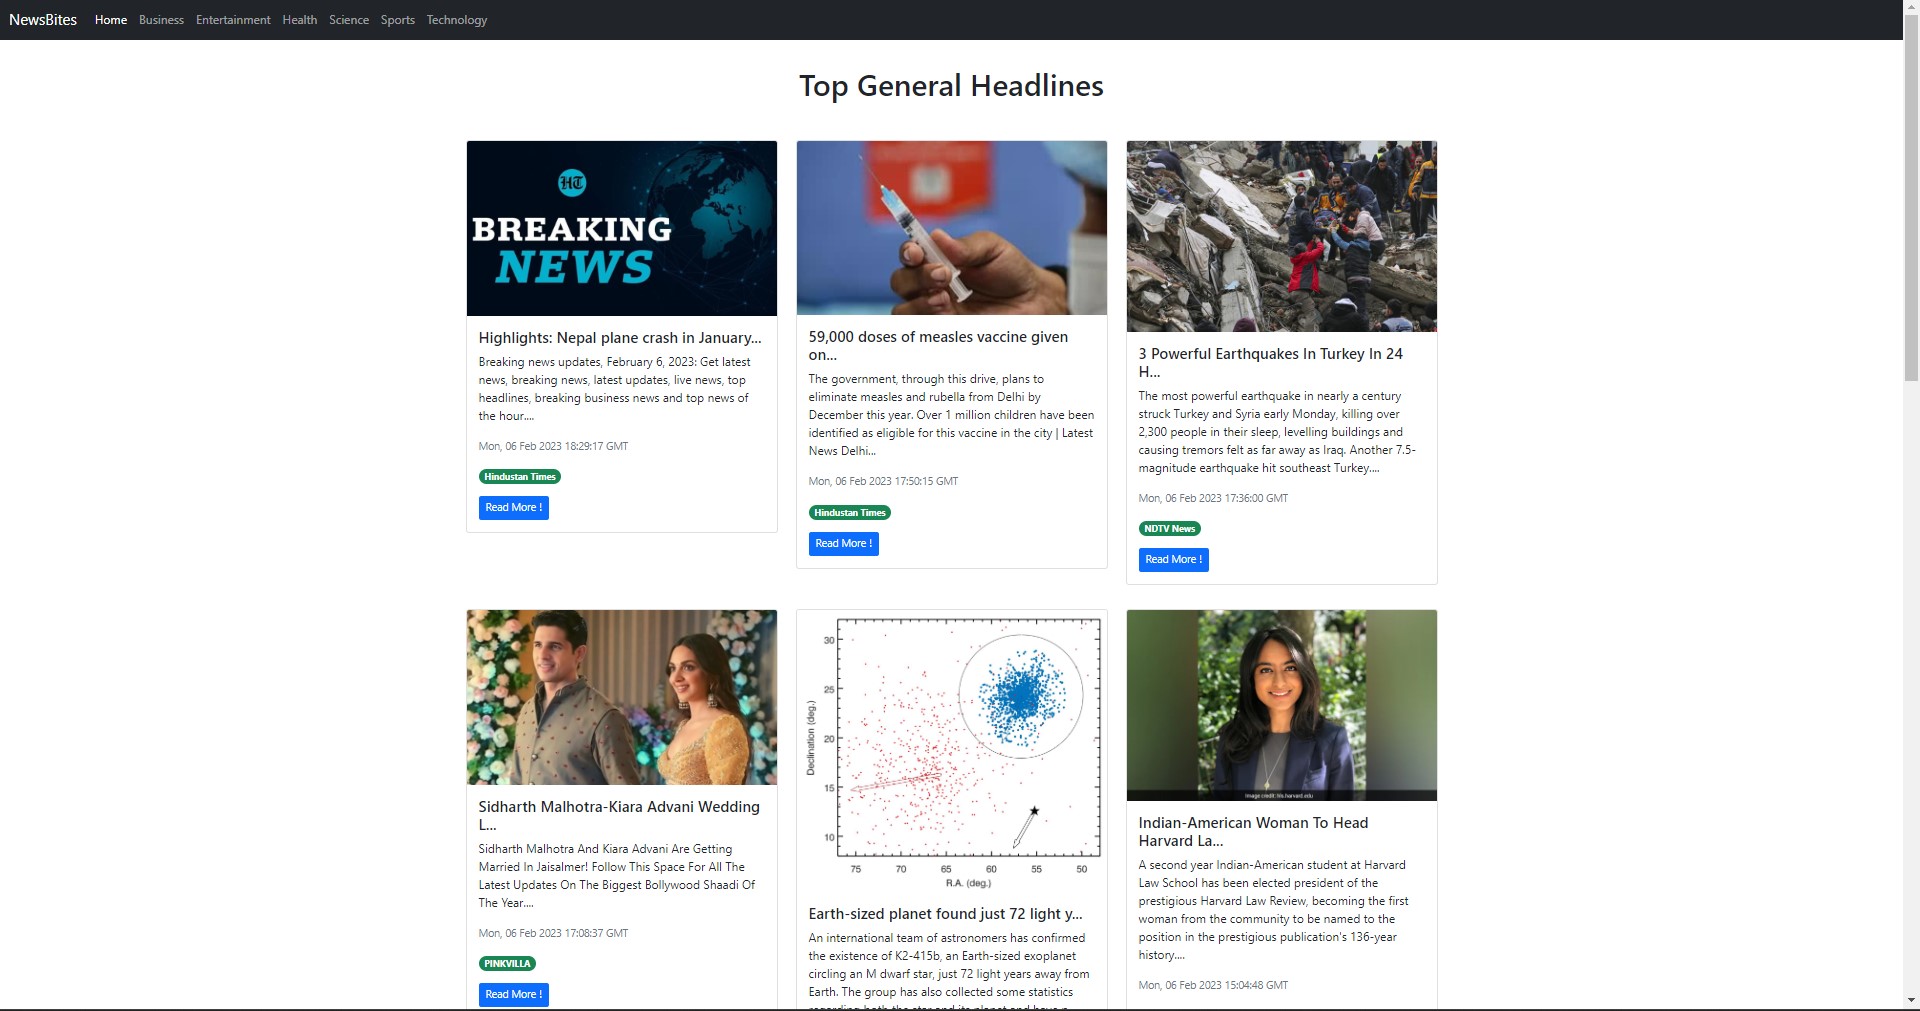 NewsBites Home Business Entertainment Health Science Sports Technology
Top General Headlines
HT
BREAKING
NEWS
Highlights: Nepal plane crash in January...
Breaking news updates, February 6, 2023: Get latest
news, breaking news, latest updates, live news, top
headlines, breaking business news and top news of
the hour....
Mon, 06 Feb 2023 18:29:17 GMT
Hindustan Times
Read More !
59,000 doses of measles vaccine given
on...
The government, through this drive, plans to
eliminate measles and rubella from Delhi by
December this year. Over 1 million children have been
identified as eligible for this vaccine in the city | Latest
News Delhi...
Mon, 06 Feb 2023 17:50:15 GMT
Hindustan Times
Read More !
3 Powerful Earthquakes In Turkey In 24
H...
The most powerful earthquake in nearly a century
struck Turkey and Syria early Monday, killing over
2,300 people in their sleep, levelling buildings and
causing tremors felt as far away as Iraq. Another 7.5-
magnitude earthquake hit southeast Turkey....
Mon, 06 Feb 2023 17:36:00 GMT
NDTV News
Read More !
Sidharth Malhotra-Kiara Advani Wedding
L...
Sidharth Malhotra And Kiara Advani Are Getting
Married In Jaisalmer! Follow This Space For All The
Latest Updates On The Biggest Bollywood Shaadi Of
The Year....
Mon, 06 Feb 2023 17:08:37 GMT
PINKVILLA
Read More !
30
25
20
15
10
Declination (deg.)
75 70 65 60 55 50
R.A. (deg.)
Earth-sized planet found just 72 light y...
An international team of astronomers has confirmed
the existence of K2-415b, an Earth-sized exoplanet
circling an M dwarf star, just 72 light years away from
Earth. The group has also collected some statistics
regarding both the star and its planet and have p
Image credit: hls.harvard.edu
Indian-American Woman To Head
Harvard La...
A second year Indian-American student at Harvard
Law School has been elected president of the
prestigious Harvard Law Review, becoming the first
woman from the community to be named to the
position in the prestigious publication's 136-year
history....
Mon, 06 Feb 2023 15:04:48 GMT